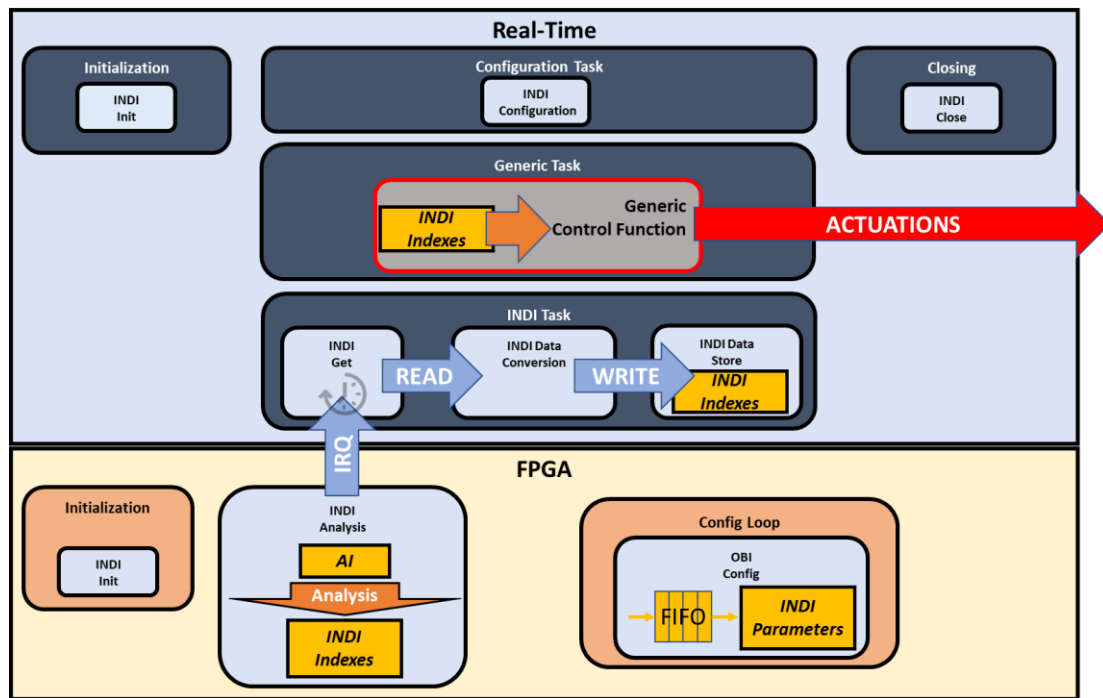 Real-Time
Initialization
INDI
Init
Configuration Task
INDI
Configuration
Closing
INDI
Close
Generic Task
INDI
Indexes
Generic
Control Function
ACTUATIONS
INDI Task
INDI
Get
READ
INDI Data
Conversion
WRITE
INDI Data
Store
INDI
Indexes
IRQ
FPGA
Initialization
INDI
Init
INDI
Analysis
AI
Analysis
INDI
Indexes
Config Loop
OBI
Config
FIFO
INDI
Parameters